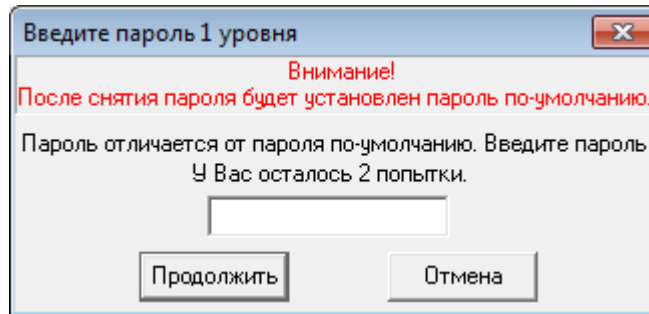 Введите пароль 1 уровня
Внимание!
После снятия пароля будет установлен пароль по-умолчанию.
Пароль отличается от пароля по-умолчанию. Введите пароль
У Вас осталось 2 попытки.
Продолжить
Отмена